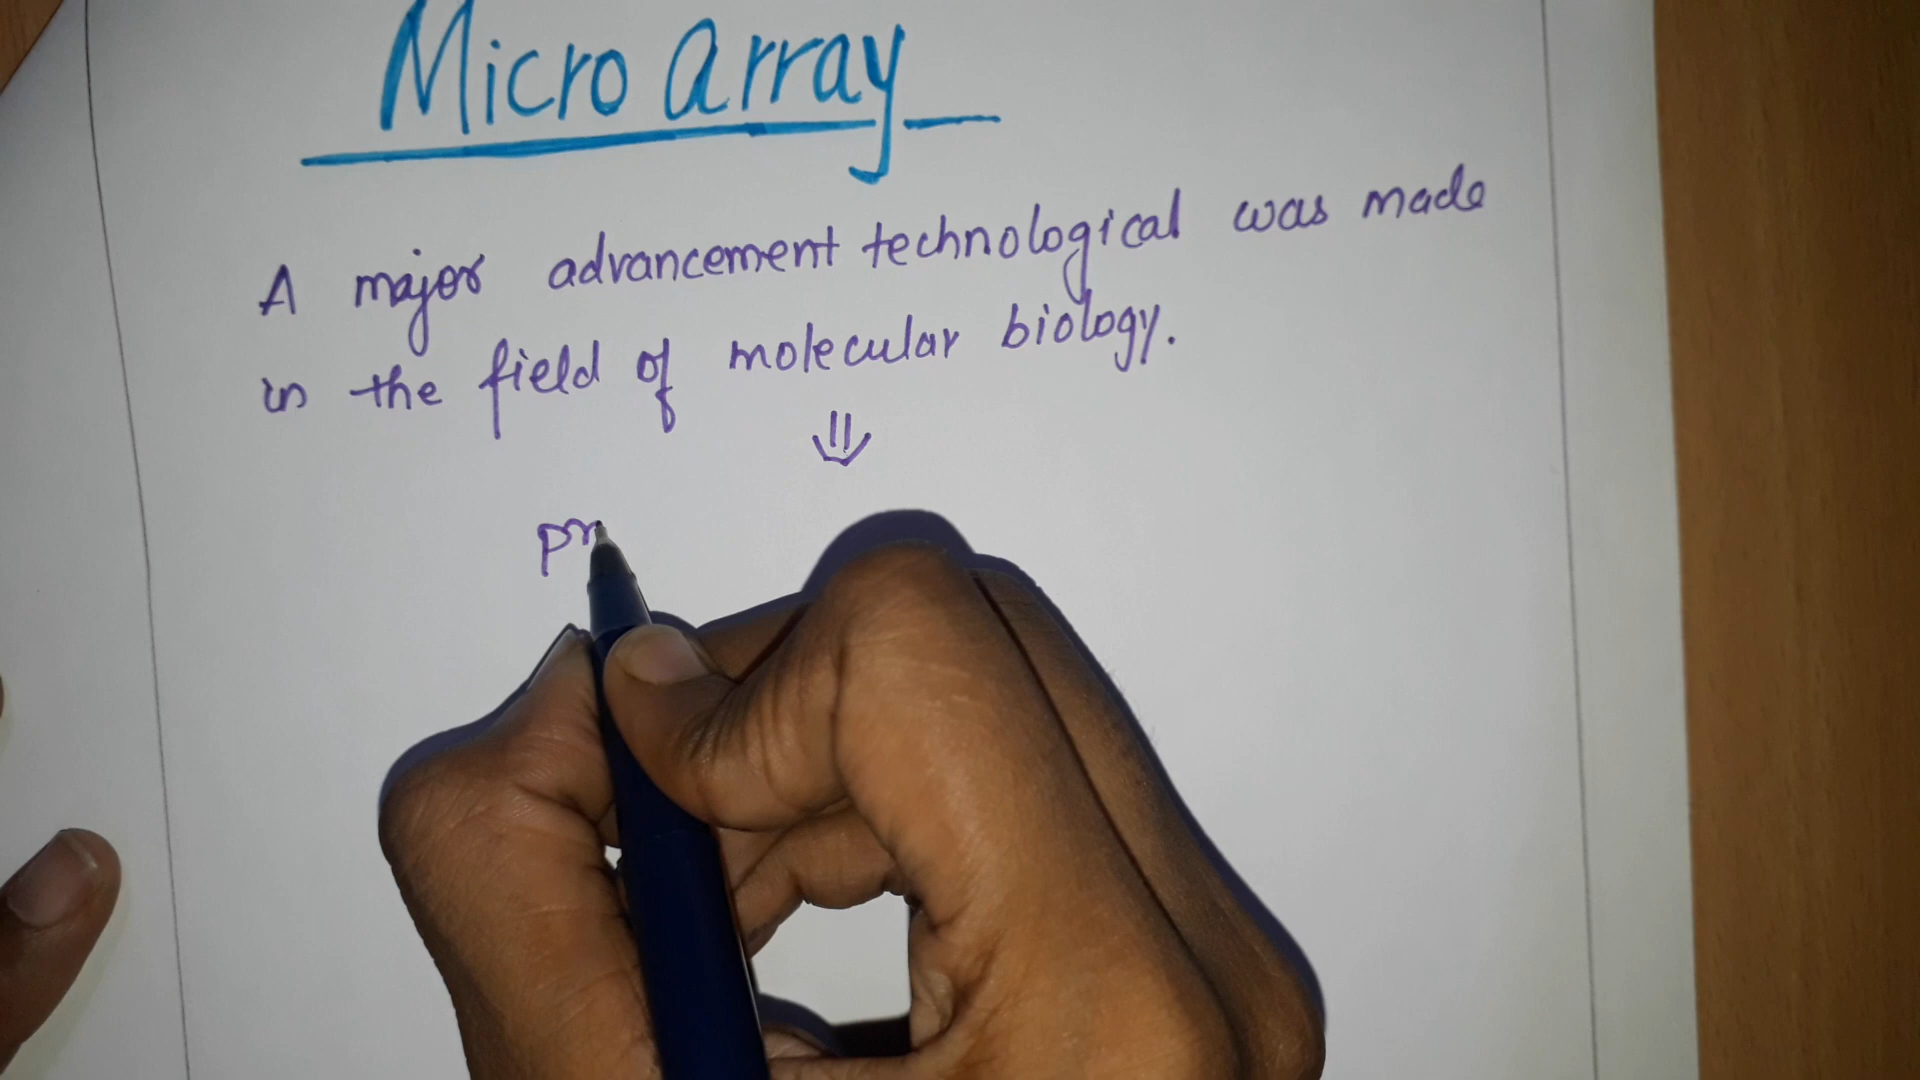 Micro Array
A major advancement technological was made
in the field of molecular biology.
pr